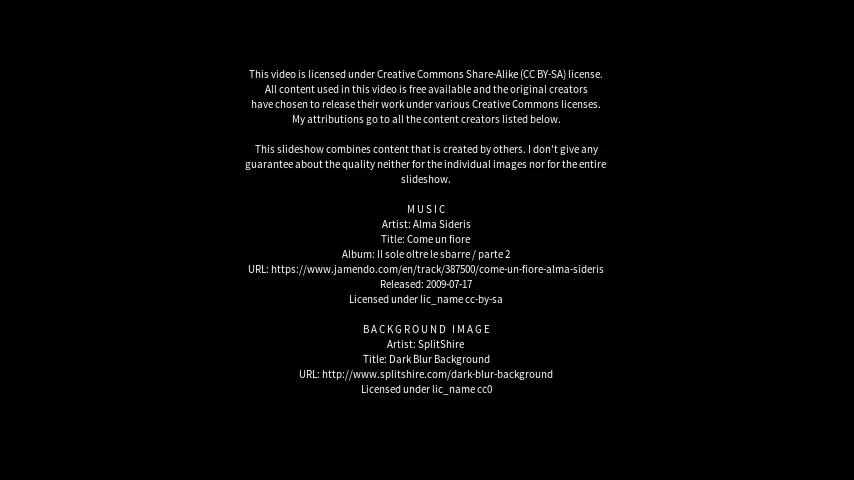 This video is licensed under Creative Commons Share-Alike (CC BY-SA) license.
All content used in this video is free available and the original creators
have chosen to release their work under various Creative Commons licenses.
My attributions go to all the content creators listed below.
This slideshow combines content that is created by others. I don't give any
guarantee about the quality neither for the individual images nor for the entire
slideshow.
MUSIC
Artist: Alma Sideris
Title: Come un fiore
Album: Il sole oltre le sbarre / parte 2
URL: https://www.jamendo.com/en/track/387500/come-un-fiore-alma-sideris
Released: 2009-07-17
Licensed under lic_name cc-by-sa
BACKGROUND IMAGE
Artist: SplitShire
Title: Dark Blur Background
URL: http://www.splitshire.com/dark-blur-background
Licensed under lic_name cc0